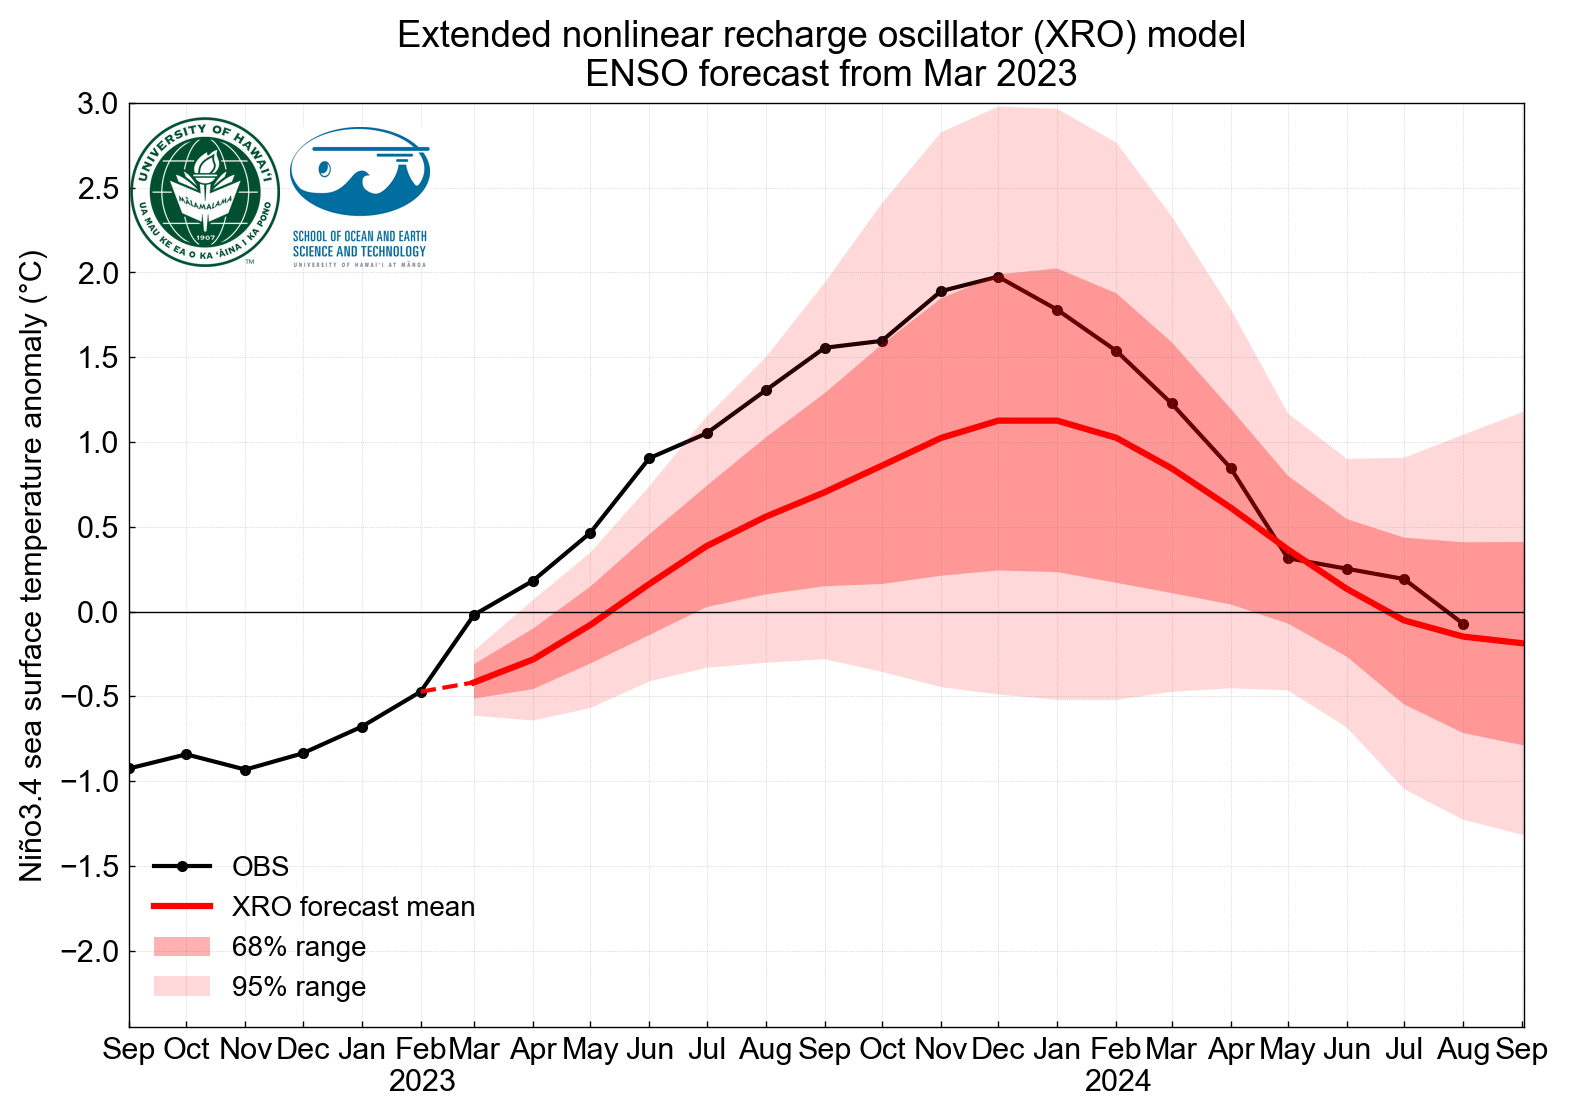 Extended nonlinear recharge oscillator (XRO) model
ENSO forecast from Mar 2023
Niño3.4 sea surface temperature anomaly (°C)
3.0
2.5
2.0
1.5
1.0
0.5
0.0
−0.5
−1.0
−1.5
−2.0
UNIVERSITY OF HAWAIʻI
MĀLAMALAMA
1907
UA MAU KE EA O KA ʻĀINA I KA PONO
TM
SCHOOL OF OCEAN AND EARTH
SCIENCE AND TECHNOLOGY
UNIVERSITY OF HAWAIʻI AT MĀNOA
OBS
XRO forecast mean
68% range
95% range
Sep Oct Nov Dec Jan Feb Mar Apr May Jun Jul Aug Sep Oct Nov Dec Jan Feb Mar Apr May Jun Jul Aug Sep
2023 2024